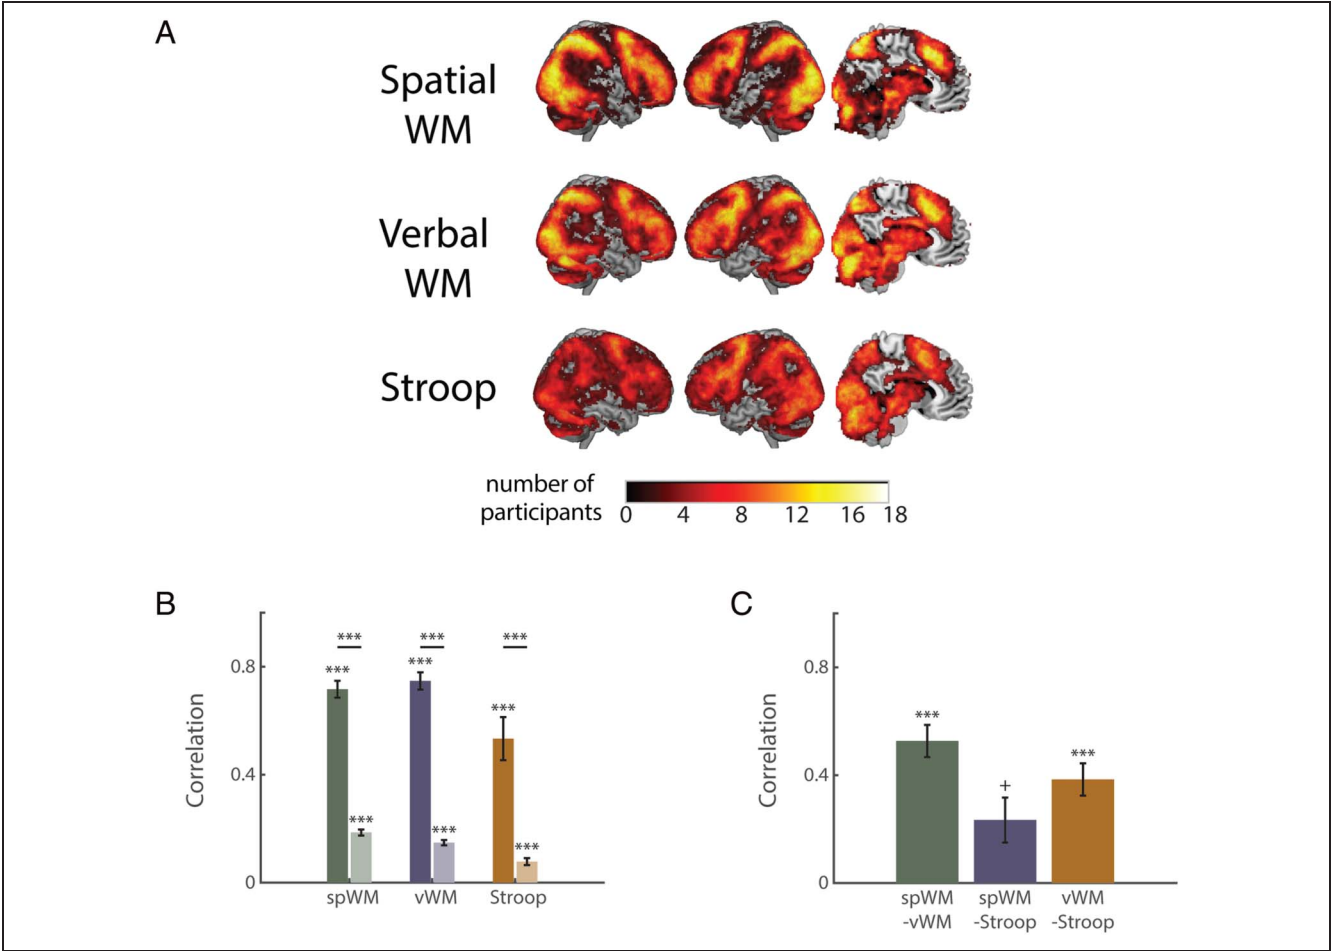 A
Spatial
WM
Verbal
WM
Stroop
number of
participants
0 4 8 12 16 18
B
Correlation
0.8
0.4
0
***
***
***
***
***
***
***
***
***
spWM vWM Stroop
C
Correlation
0.8
0.4
0
***
+
***
spWM
-vWM
spWM
-Stroop
vWM
-Stroop